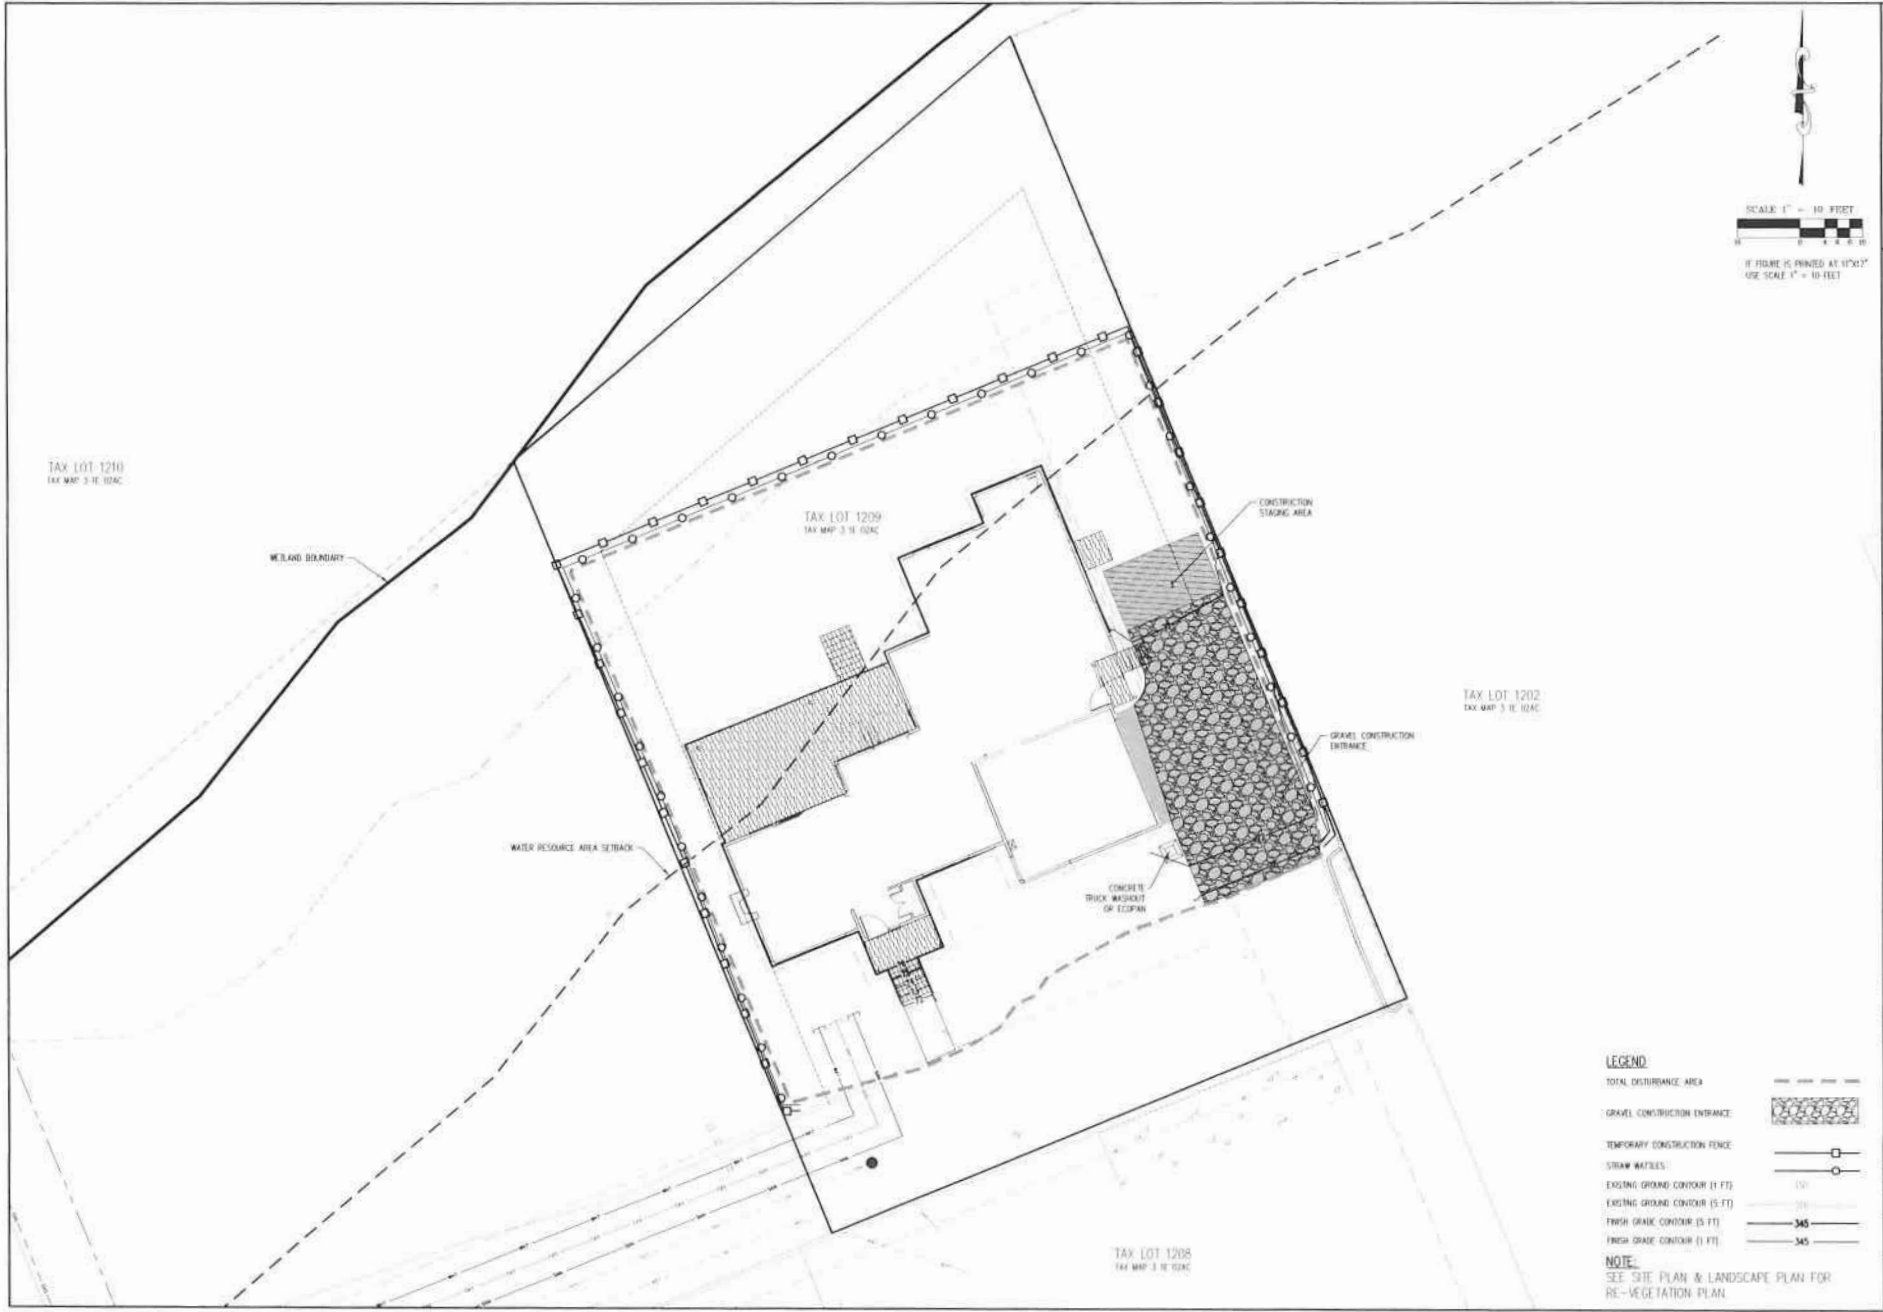 SCALE 1" = 10 FEET
IF FIGURE IS PRINTED AT 11"X17"
USE SCALE 1" = 10 FEET
TAX LOT 1210
TAX MAP 3 1E 02AC
TAX LOT 1209
TAX MAP 3 1E 02AC
CONSTRUCTION
STAGING AREA
WETLAND BOUNDARY
TAX LOT 1202
TAX MAP 3 1E 02AC
GRAVEL CONSTRUCTION
ENTRANCE
WATER RESOURCE AREA SETBACK
CONCRETE
TRUCK WASHOUT
OR ECOPAN
TAX LOT 1208
TAX MAP 3 1E 02AC
LEGEND
TOTAL DISTURBANCE AREA
GRAVEL CONSTRUCTION ENTRANCE
TEMPORARY CONSTRUCTION FENCE
STRAW WATTLES
EXISTING GROUND CONTOUR (1 FT)
EXISTING GROUND CONTOUR (5 FT)
FINISH GRADE CONTOUR (5 FT) 345
FINISH GRADE CONTOUR (1 FT) 345
NOTE:
SEE SITE PLAN & LANDSCAPE PLAN FOR
RE-VEGETATION PLAN